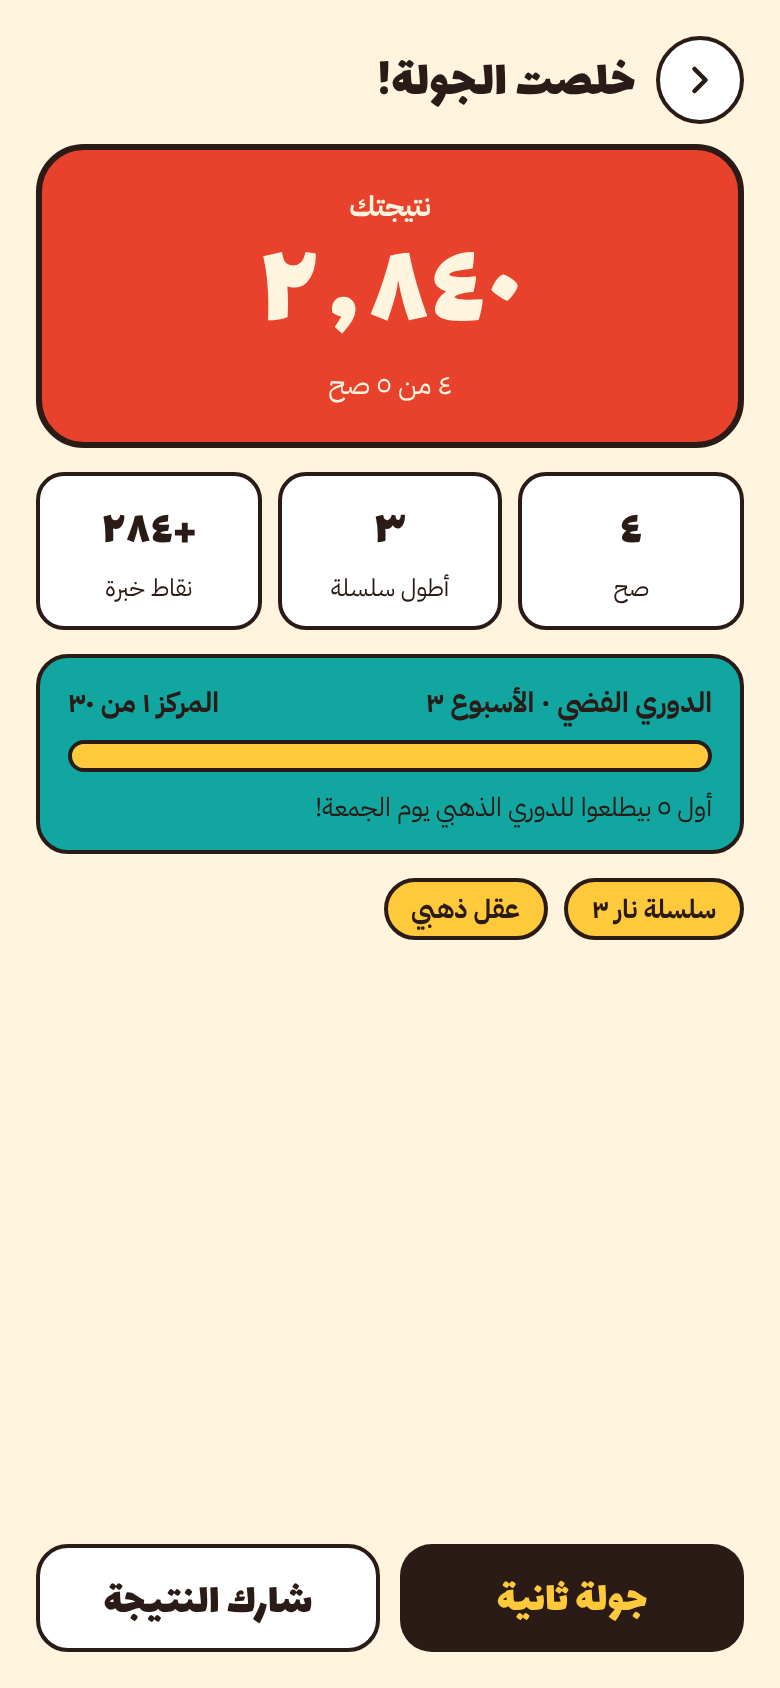 خلصت الجولة!
نتيجتك
٢,٨٤٠
٤ من ٥ صح
٤
صح
٣
أطول سلسلة
+٢٨٤
نقاط خبرة
الدوري الفضي · الأسبوع ٣
المركز ١ من ٣٠
أول ٥ بيطلعوا للدوري الذهبي يوم الجمعة!
سلسلة نار ٣
عقل ذهبي
جولة ثانية
شارك النتيجة